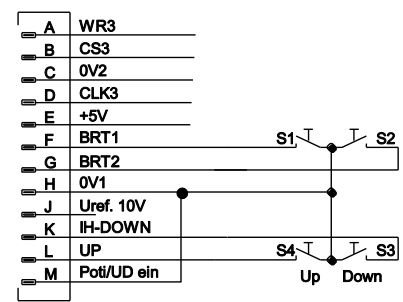 A WR3
B CS3
C 0V2
D CLK3
E +5V
F BRT1 S1 S2
G BRT2
H 0V1
J Uref. 10V
K IH-DOWN
L UP S4 S3
M Poti/UD ein Up Down